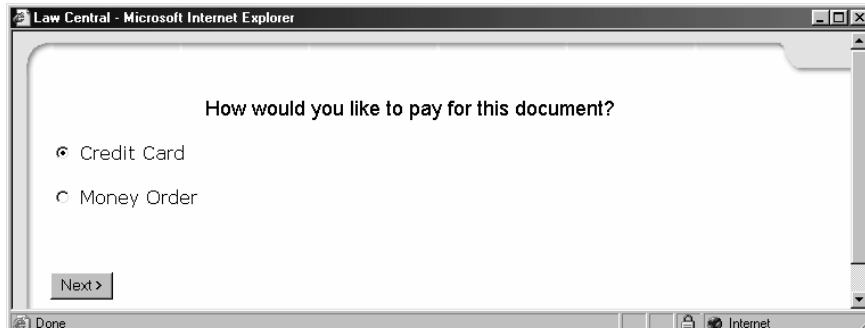 Law Central - Microsoft Internet Explorer
How would you like to pay for this document?
Credit Card
Money Order
Next >
Done
Internet